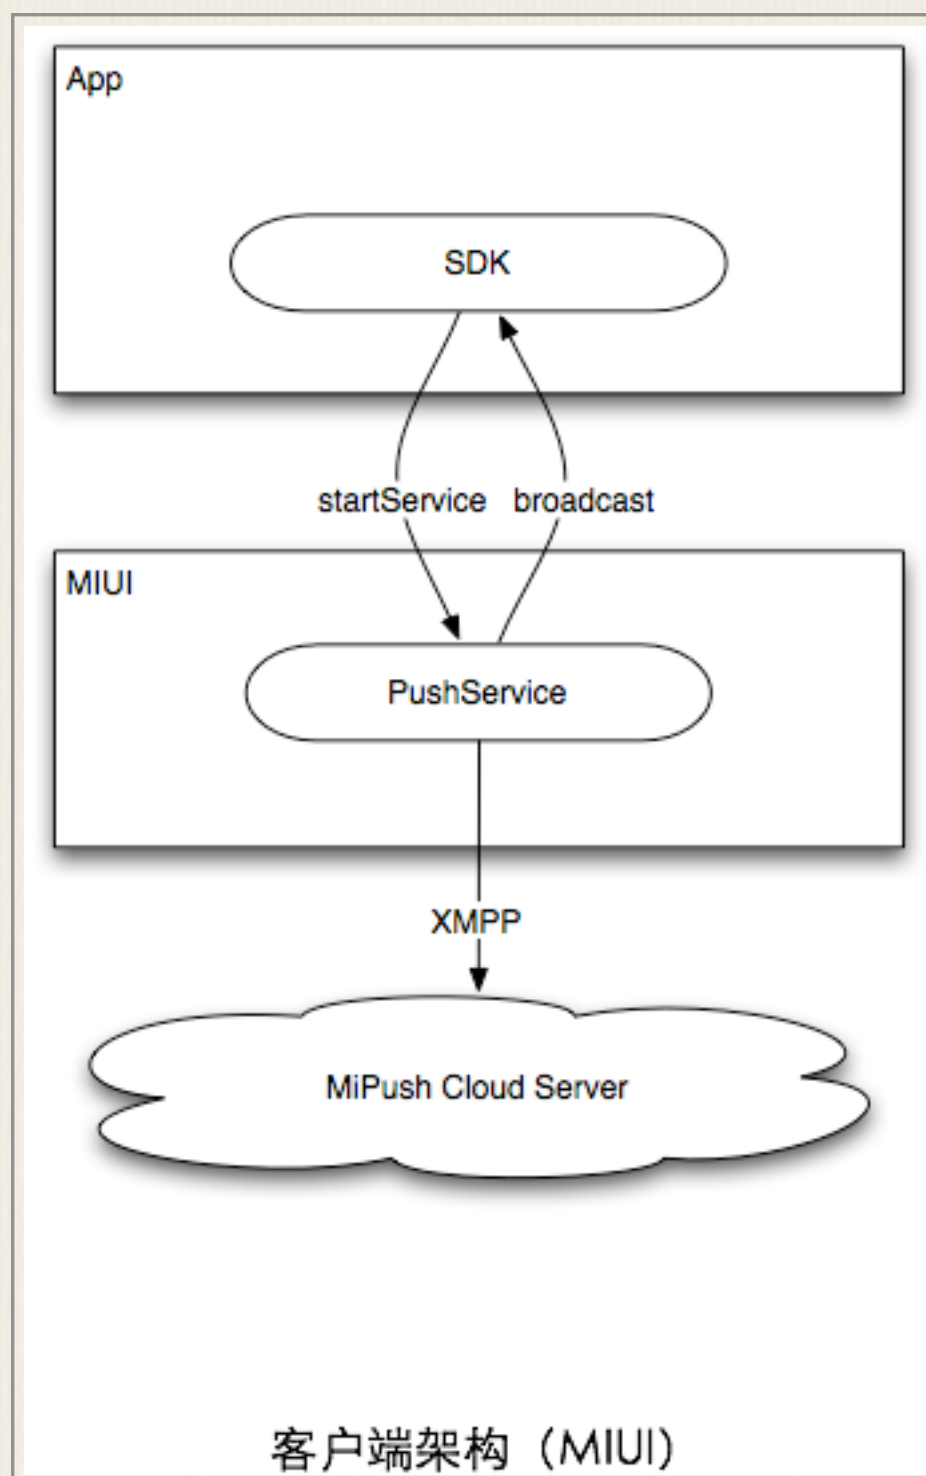 App
SDK
startService broadcast
MIUI
PushService
XMPP
MiPush Cloud Server
客户端架构（MIUI）